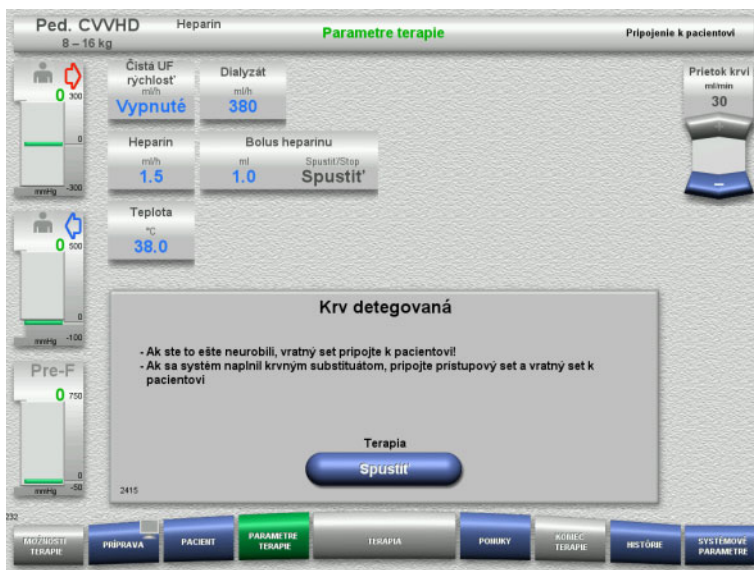 Ped. CVVHD
8 – 16 kg
Heparin
Parametre terapie
Pripojenie k pacientovi
0
300
0
-300
mmHg
0
500
0
-100
mmHg
Pre-F
0
750
0
-50
mmHg
Čistá UF
rýchlosť
ml/h
Vypnuté
Dialyzát
ml/h
380
Heparin
ml/h
1.5
Bolus heparínu
ml
1.0
Spustiť/Stop
Spustiť
Teplota
°C
38.0
Prietok krvi
ml/min
30
Krv detegovaná
- Ak ste to ešte neurobili, vratný set pripojte k pacientovi!
- Ak sa systém naplnil krvným substituátom, pripojte prístupový set a vratný set k
pacientovi
Terapia
Spustiť
2415
232
MOŽNOSTI
TERAPIE
PRÍPRAVA
PACIENT
PARAMETRE
TERAPIE
TERAPIA
PONUKY
KONIEC
TERAPIE
HISTÓRIE
SYSTÉMOVÉ
PARAMETRE